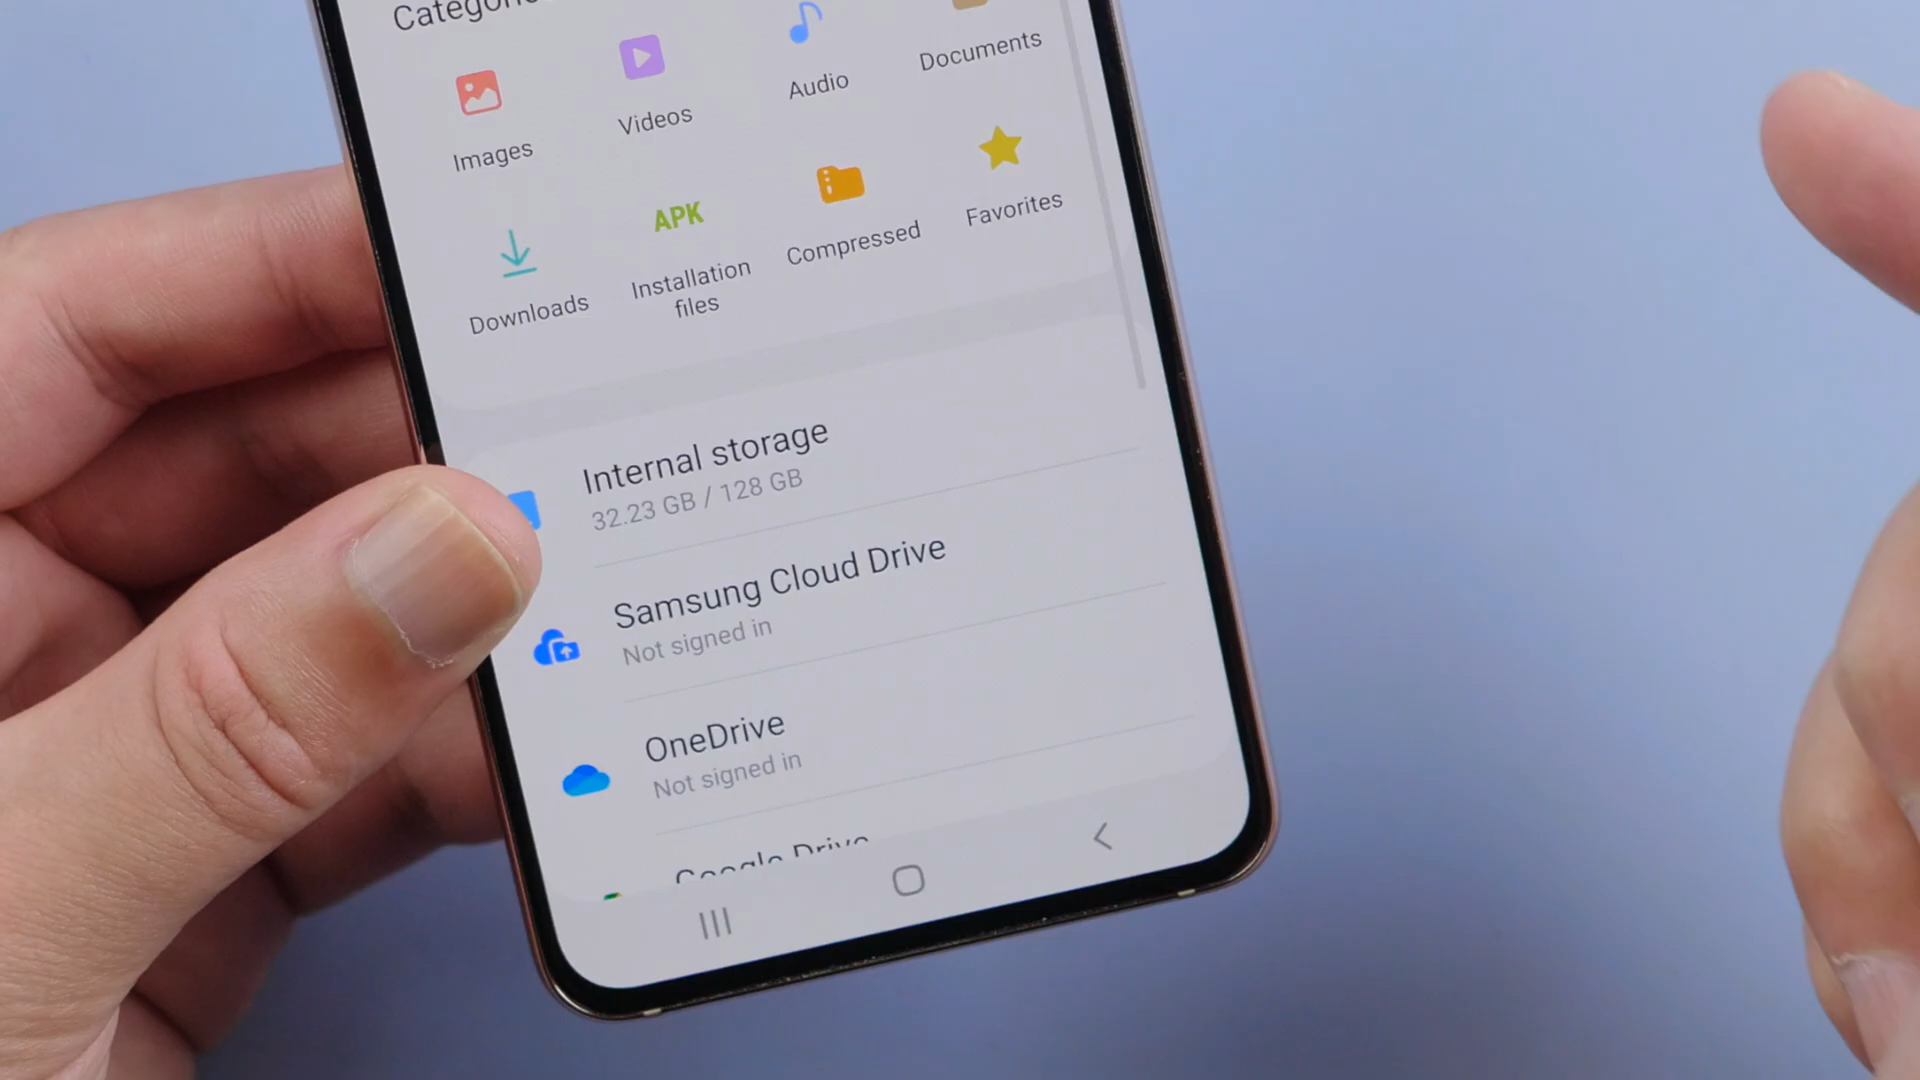 Images
Videos
Audio
Documents
Downloads
APK
Installation
files
Compressed
Favorites
Internal storage
32.23 GB / 128 GB
Samsung Cloud Drive
Not signed in
OneDrive
Not signed in
Google Drive